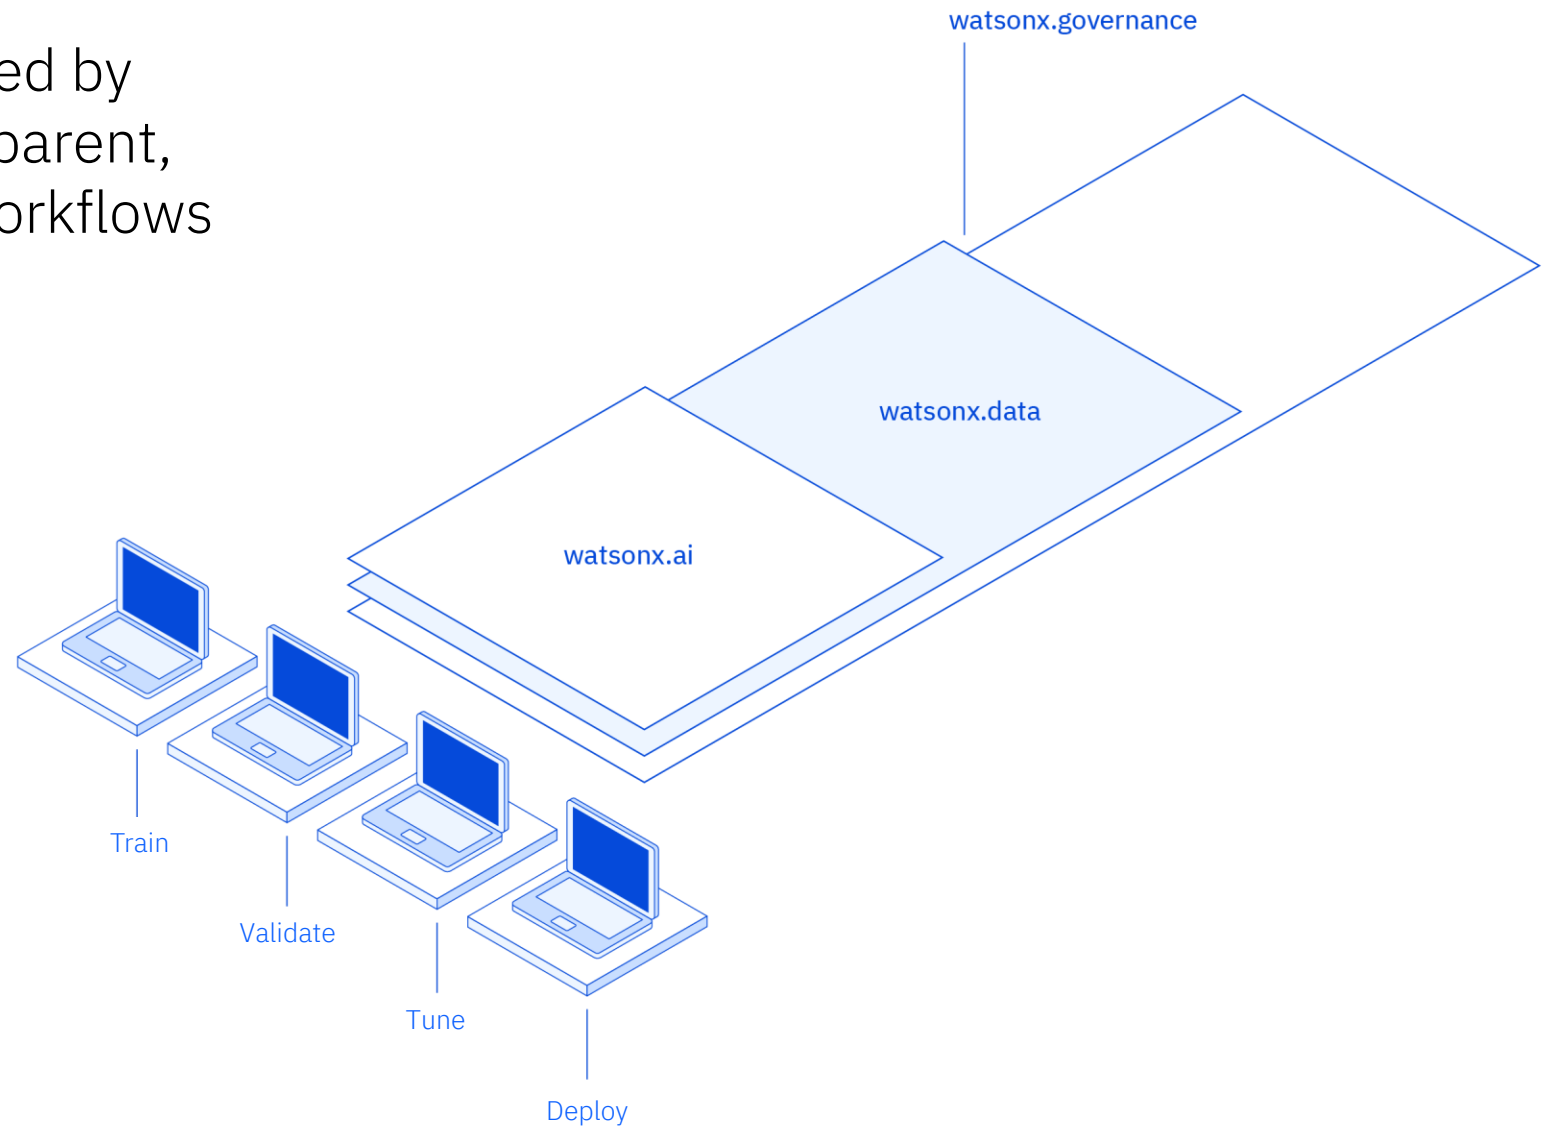 ed by
parent,
orkflows
watsonx.governance
watsonx.data
watsonx.ai
Train
Validate
Tune
Deploy